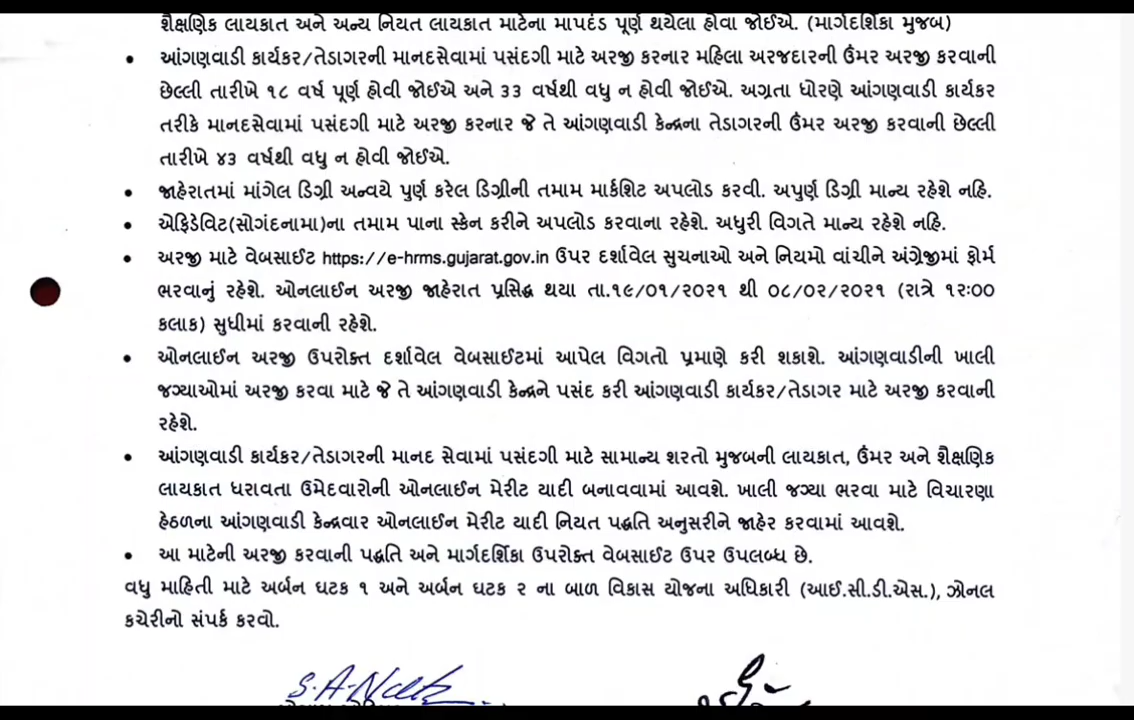 શૈક્ષણિક લાયકાત અને અન્ય નિયત લાયકાત માટેના માપદંડ પૂર્ણ થયેલા હોવા જોઈએ. (માર્ગદર્શિકા મુજબ)
• આંગણવાડી કાર્યકર/તેડાગરની માનદસેવામાં પસંદગી માટે અરજી કરનાર મહિલા અરજદારની ઉંમર અરજી કરવાની
છેલ્લી તારીખે ૧૮ વર્ષ પૂર્ણ હોવી જોઈએ અને ૩૩ વર્ષથી વધુ ન હોવી જોઈએ. અગ્રતા ધોરણે આંગણવાડી કાર્યકર
તરીકે માનદસેવામાં પસંદગી માટે અરજી કરનાર જે તે આંગણવાડી કેન્દ્રના તેડાગરની ઉંમર અરજી કરવાની છેલ્લી
તારીખે ૪૩ વર્ષથી વધુ ન હોવી જોઈએ.
• જાહેરાતમાં માંગેલ ડિગ્રી અન્વયે પુર્ણ કરેલ ડિગ્રીની તમામ માર્કશિટ અપલોડ કરવી. અપુર્ણ ડિગ્રી માન્ય રહેશે નહિ.
• એફિડેવિટ(સોગંદનામા)ના તમામ પાના સ્કેન કરીને અપલોડ કરવાના રહેશે. અધુરી વિગતે માન્ય રહેશે નહિ.
• અરજી માટે વેબસાઈટ https://e-hrms.gujarat.gov.in ઉપર દર્શાવેલ સુચનાઓ અને નિયમો વાંચીને અંગ્રેજીમાં ફોર્મ
ભરવાનું રહેશે. ઓનલાઈન અરજી જાહેરાત પ્રસિદ્ધ થયા તા.૧૯/૦૧/૨૦૨૧ થી ૦૮/૦૨/૨૦૨૧ (રાત્રે ૧૨:૦૦
કલાક) સુધીમાં કરવાની રહેશે.
• ઓનલાઈન અરજી ઉપરોક્ત દર્શાવેલ વેબસાઈટમાં આપેલ વિગતો પ્રમાણે કરી શકાશે. આંગણવાડીની ખાલી
જગ્યાઓમાં અરજી કરવા માટે જે તે આંગણવાડી કેન્દ્રને પસંદ કરી આંગણવાડી કાર્યકર/તેડાગર માટે અરજી કરવાની
રહેશે.
• આંગણવાડી કાર્યકર/તેડાગરની માનદ સેવામાં પસંદગી માટે સામાન્ય શરતો મુજબની લાયકાત, ઉંમર અને શૈક્ષણિક
લાયકાત ધરાવતા ઉમેદવારોની ઓનલાઈન મેરીટ યાદી બનાવવામાં આવશે. ખાલી જગ્યા ભરવા માટે વિચારણા
હેઠળના આંગણવાડી કેન્દ્રવાર ઓનલાઈન મેરીટ યાદી નિયત પદ્ધતિ અનુસરીને જાહેર કરવામાં આવશે.
• આ માટેની અરજી કરવાની પદ્ધતિ અને માર્ગદર્શિકા ઉપરોક્ત વેબસાઈટ ઉપર ઉપલબ્ધ છે.
વધુ માહિતી માટે અર્બન ઘટક ૧ અને અર્બન ઘટક ૨ ના બાળ વિકાસ યોજના અધિકારી (આઈ.સી.ડી.એસ.), ઝોનલ
કચેરીનો સંપર્ક કરવો.